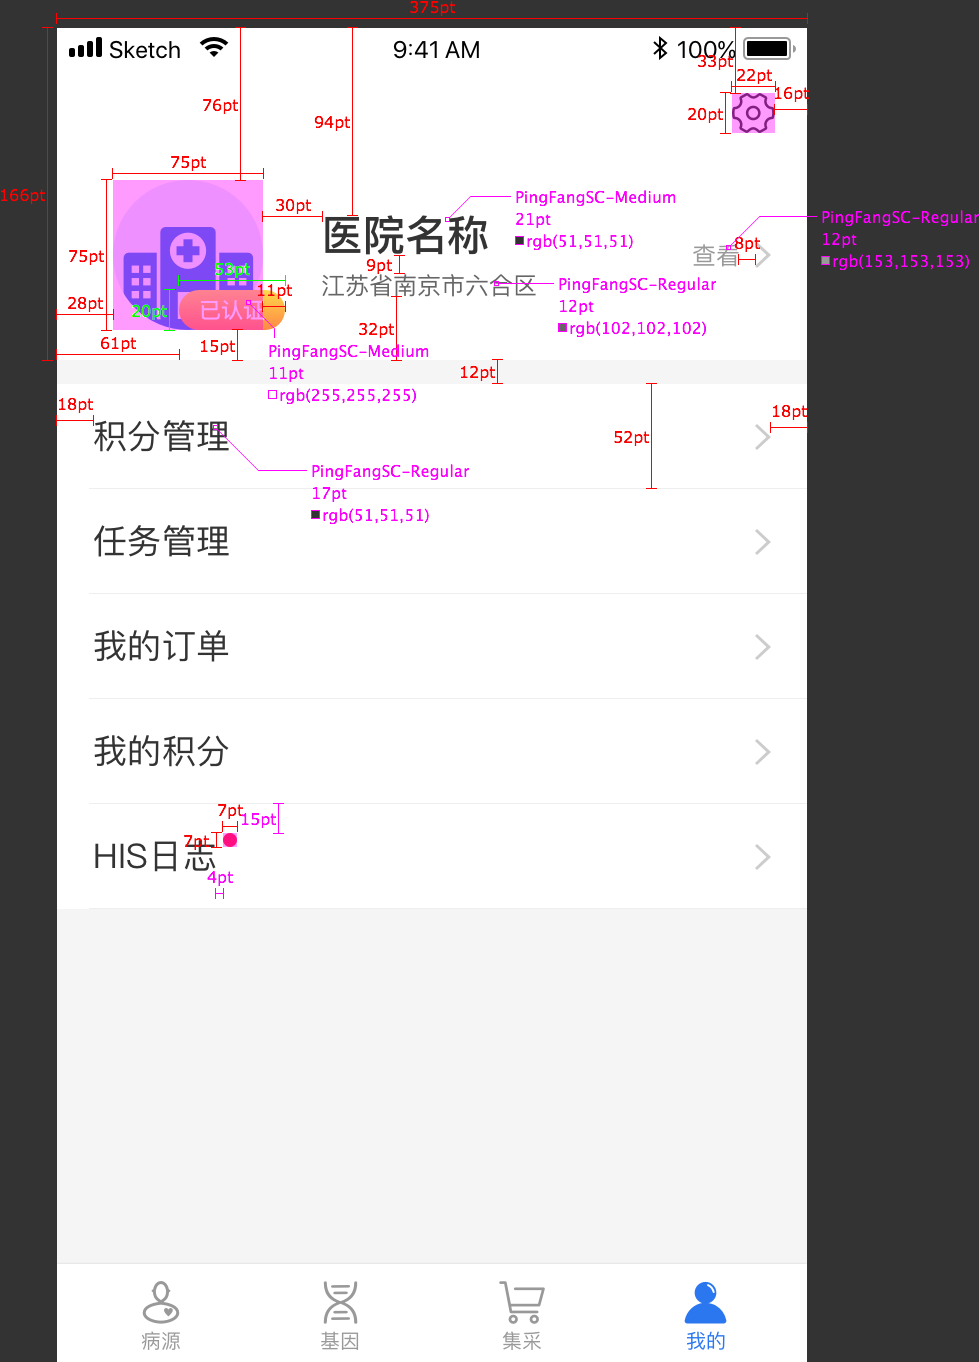 375pt
Sketch
9:41 AM
100%
33pt
22pt
16pt
20pt
76pt
94pt
166pt
75pt
30pt
PingFangSC-Medium
21pt
rgb(51,51,51)
医院名称
PingFangSC-Regular
12pt
rgb(153,153,153)
查看
8pt
75pt
9pt
江苏省南京市六合区
PingFangSC-Regular
12pt
rgb(102,102,102)
53pt
11pt
28pt
20pt
已认证
61pt
15pt
32pt
PingFangSC-Medium
11pt
rgb(255,255,255)
12pt
18pt
18pt
积分管理
52pt
PingFangSC-Regular
17pt
rgb(51,51,51)
任务管理
我的订单
我的积分
7pt
15pt
7pt
HIS日志
4pt
病源
基因
集采
我的